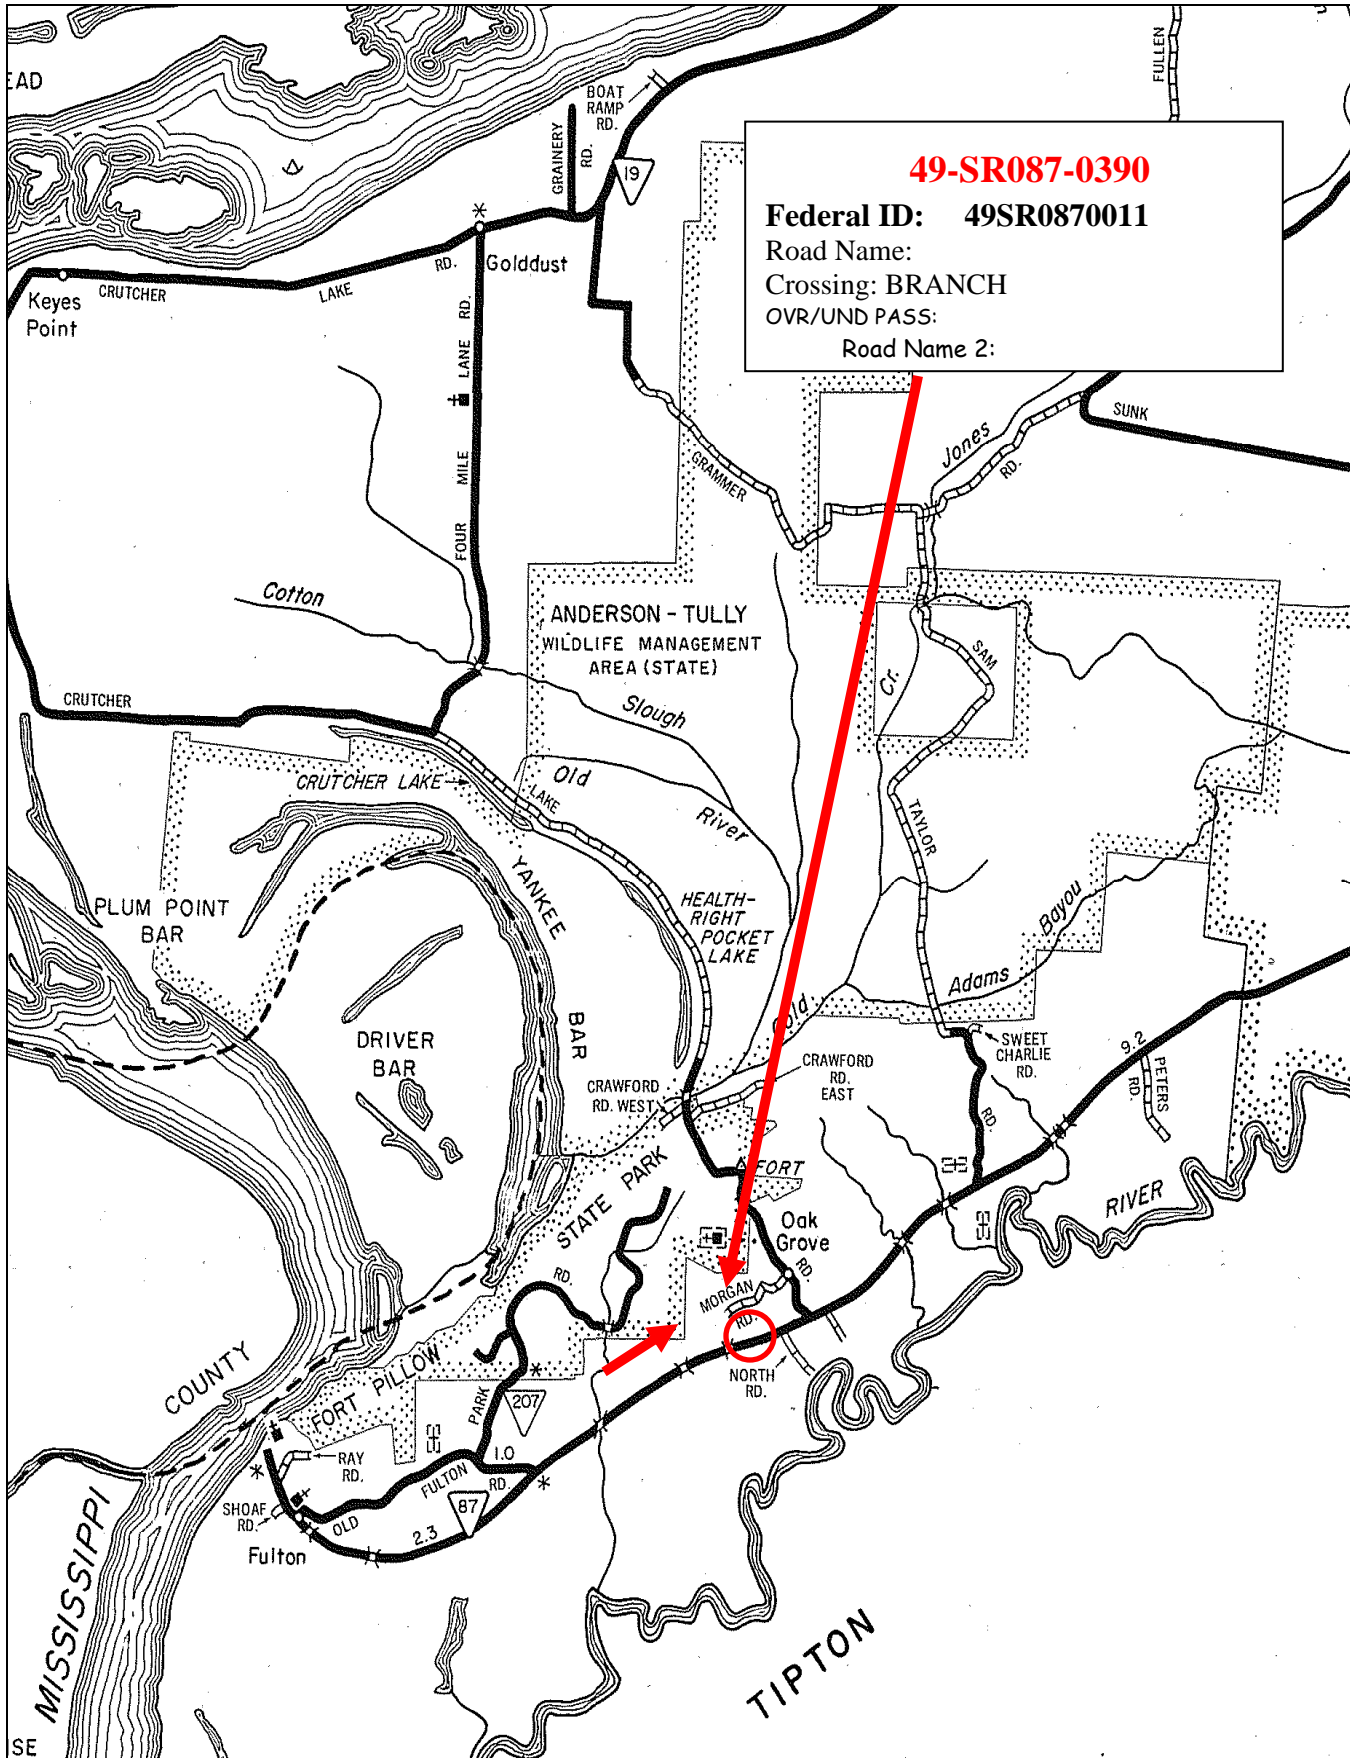 EAD
BOAT
RAMP
RD.
FULLEN
GRAINERY
RD.
19
49-SR087-0390
Federal ID: 49SR0870011
Road Name:
Crossing: BRANCH
OVR/UND PASS:
Road Name 2:
Golddust
Keyes
Point
CRUTCHER
LAKE
RD.
FOUR MILE LANE RD.
SUNK
Jones
RD.
GRAMMER
Cotton
ANDERSON - TULLY
WILDLIFE MANAGEMENT
AREA (STATE)
Slough
SAM
Cr.
CRUTCHER
CRUTCHER LAKE
Old
LAKE
River
TAYLOR
YANKEE
BAR
HEALTH-
RIGHT
POCKET
LAKE
PLUM POINT
BAR
Bayou
Adams
Cold
DRIVER
BAR
SWEET
CHARLIE
RD.
9.2
PETERS
RD.
CRAWFORD
RD. WEST
CRAWFORD
RD.
EAST
RD.
FORT
STATE PARK
RIVER
Oak
Grove
RD.
RD.
MORGAN
RD.
NORTH
RD.
COUNTY
FORT PILLOW
PARK
207
RAY
RD.
1.0
FULTON
RD.
SHOAF
RD.
OLD
87
2.3
Fulton
MISSISSIPPI
TIPTON
SE